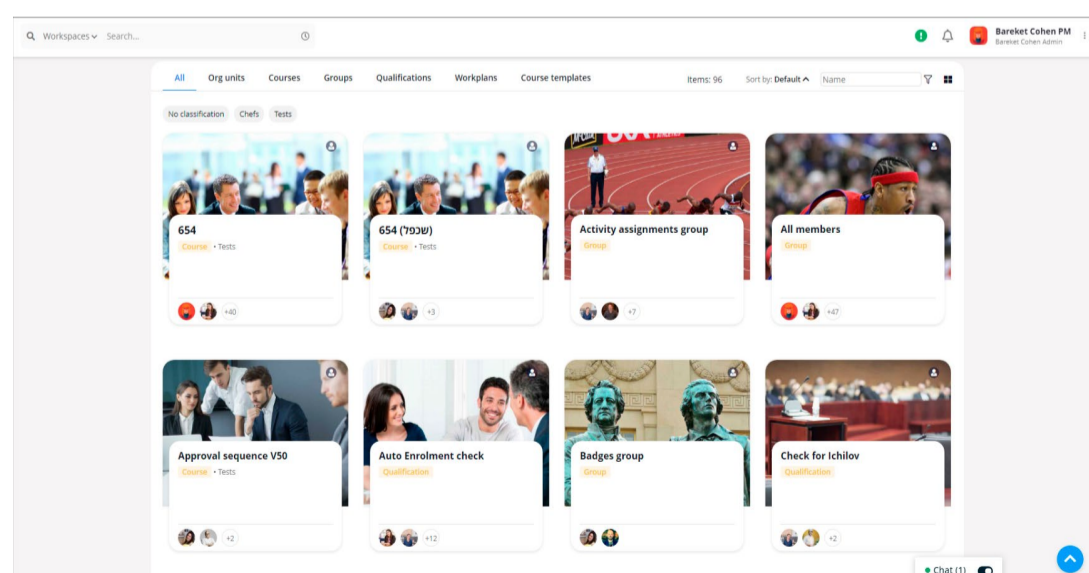 Workspaces Search...
Bareket Cohen PM
Bareket Cohen Admin
All Org units Courses Groups Qualifications Workplans Course templates Items: 96 Sort by: Default Name
No classification Chefs Tests
654
Course • Tests
+40
654 (שכפל)
Course • Tests
+3
Activity assignments group
Group
+7
All members
Group
+47
Approval sequence V50
Course • Tests
+2
Auto Enrolment check
Qualification
+12
Badges group
Group
Check for Ichilov
Qualification
+2
Chat (1)